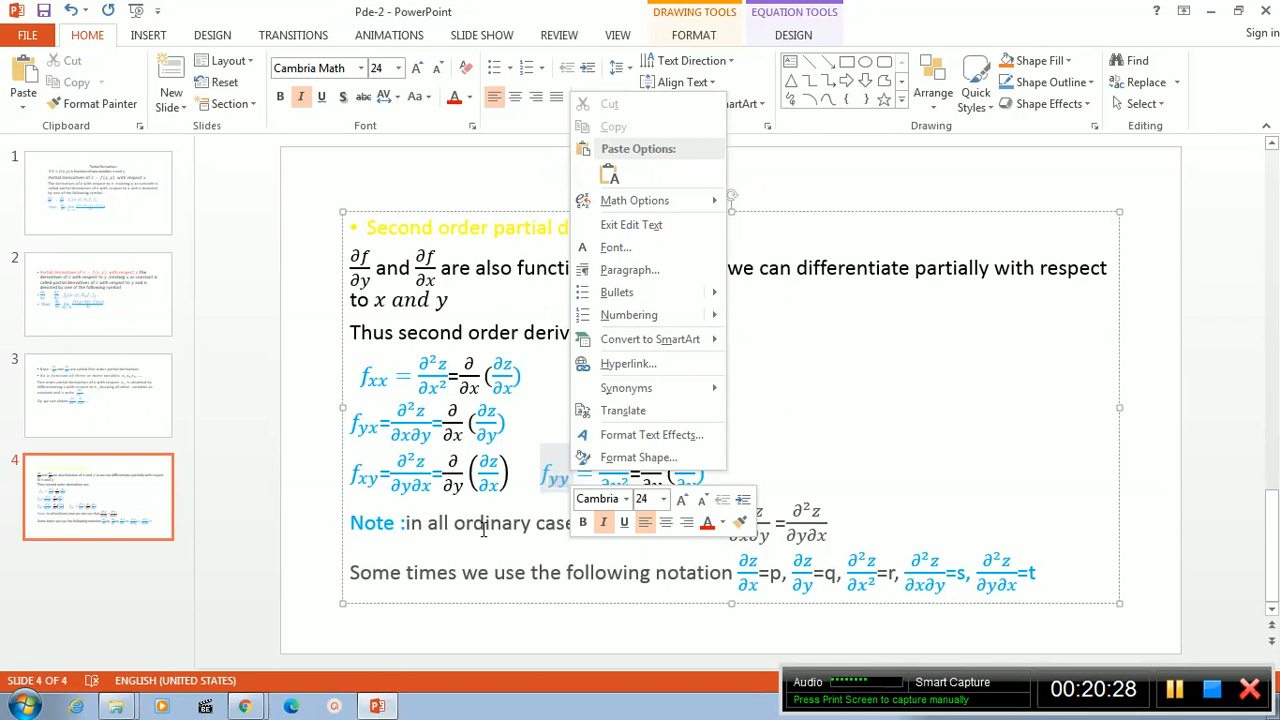 Pde-2 - PowerPoint
DRAWING TOOLS
EQUATION TOOLS
?
FILE
HOME
INSERT
DESIGN
TRANSITIONS
ANIMATIONS
SLIDE SHOW
REVIEW
VIEW
FORMAT
DESIGN
Sign in
Paste
Cut
Copy
Format Painter
Clipboard
New Slide
Layout
Reset
Section
Slides
Cambria Math
24
Font
Text Direction
Align Text
Arrange
Quick Styles
Shape Fill
Shape Outline
Shape Effects
Drawing
Find
Replace
Select
Editing
Cut
Copy
Paste Options:
Math Options
Exit Edit Text
Font...
Paragraph...
Bullets
Numbering
Convert to SmartArt
Hyperlink...
Synonyms
Translate
Format Text Effects...
Format Shape...
Cambria
24
B I U
1
2
3
4
• Second order partial d
∂f/∂y and ∂f/∂x are also functi we can differentiate partially with respect
to x and y
Thus second order deriv
fxx = ∂²z/∂x²=∂/∂x(∂z/∂x)
fyx=∂²z/∂x∂y=∂/∂x(∂z/∂y)
fxy=∂²z/∂y∂x=∂/∂y(∂z/∂x) fyy =
Note :in all ordinary case =∂²z/∂y∂x
Some times we use the following notation ∂z/∂x=p, ∂z/∂y=q, ∂²z/∂x²=r, ∂²z/∂x∂y=s, ∂²z/∂y∂x=t
SLIDE 4 OF 4
ENGLISH (UNITED STATES)
Audio
Smart Capture
Press Print Screen to capture manually
00:20:28